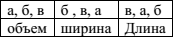 а, б, в б , в, а в, а, б
объем ширина Длина